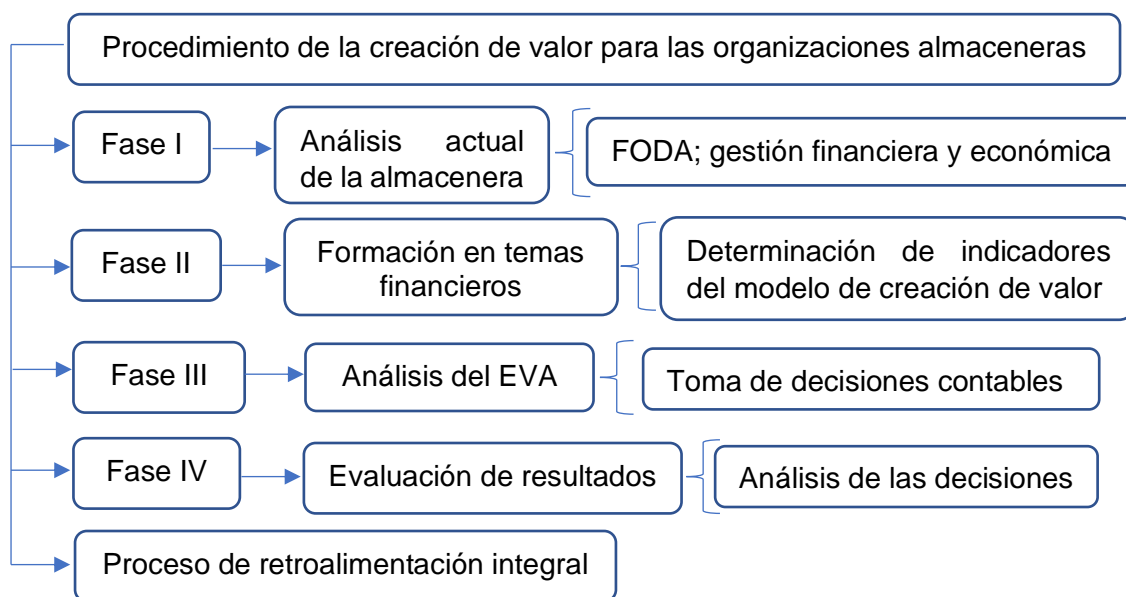 Procedimiento de la creación de valor para las organizaciones almaceneras
Fase I
Análisis actual
de la almacenera
FODA; gestión financiera y económica
Fase II
Formación en temas
financieros
Determinación de indicadores
del modelo de creación de valor
Fase III
Análisis del EVA
Toma de decisiones contables
Fase IV
Evaluación de resultados
Análisis de las decisiones
Proceso de retroalimentación integral